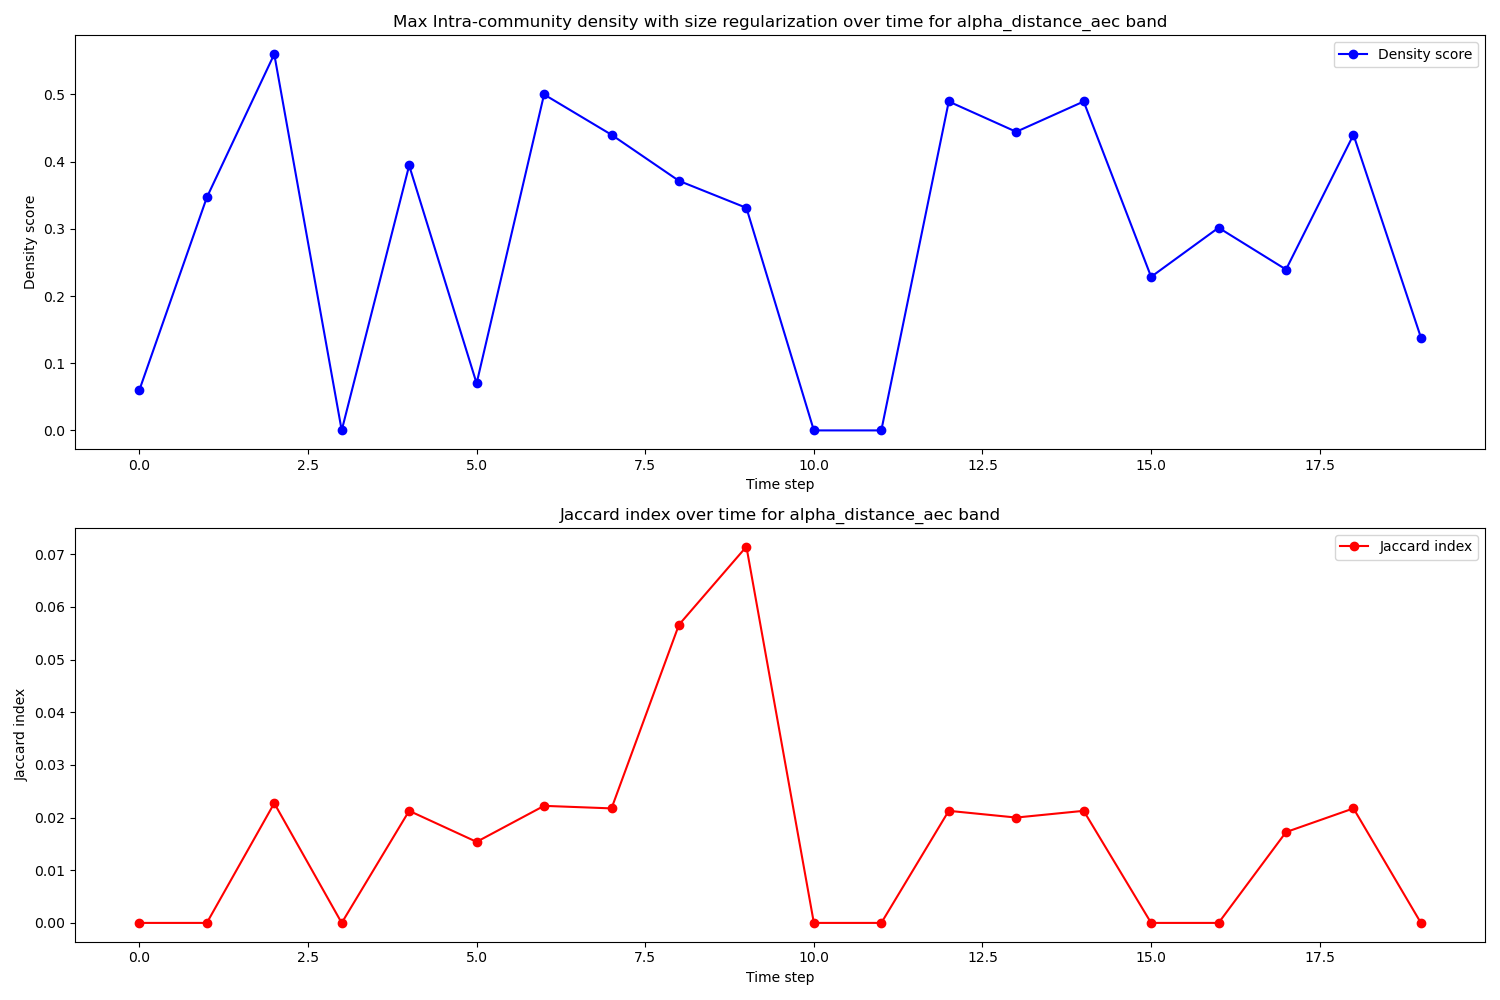 Max Intra-community density with size regularization over time for alpha_distance_aec band
Density score
Density score
0.5
0.4
0.3
0.2
0.1
0.0
0.0 2.5 5.0 7.5 10.0 12.5 15.0 17.5
Time step
Jaccard index over time for alpha_distance_aec band
Jaccard index
Jaccard index
0.07
0.06
0.05
0.04
0.03
0.02
0.01
0.00
0.0 2.5 5.0 7.5 10.0 12.5 15.0 17.5
Time step